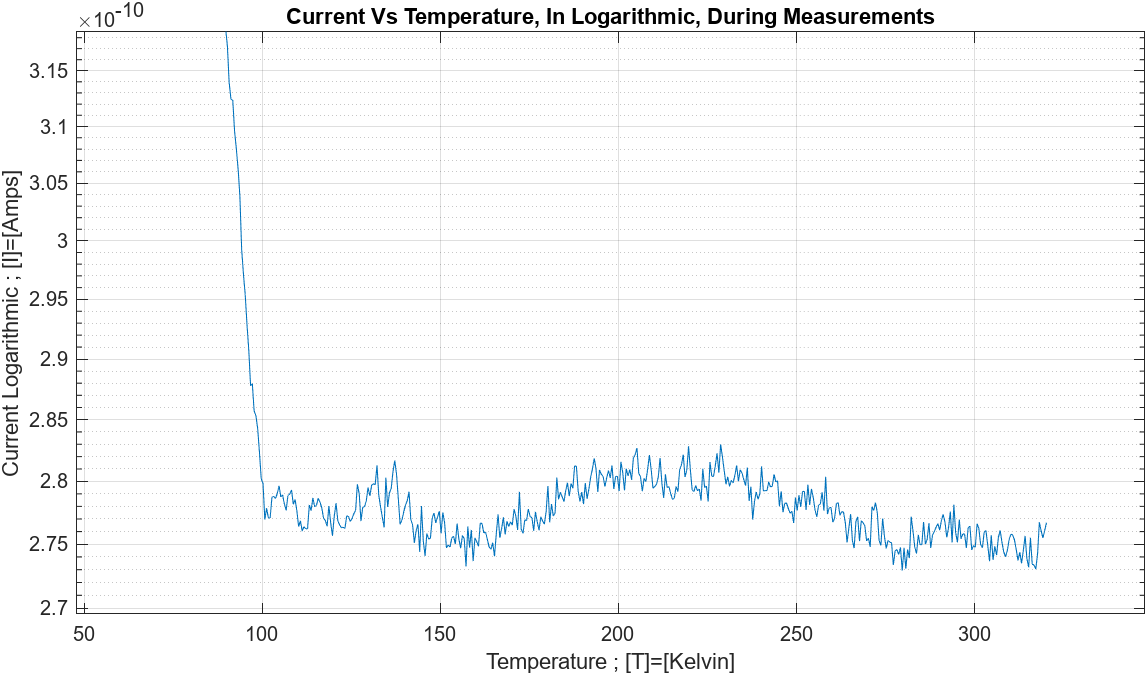 ×10-10
Current Vs Temperature, In Logarithmic, During Measurements
3.15
3.1
3.05
3
2.95
2.9
2.85
2.8
2.75
2.7
Current Logarithmic ; [I]=[Amps]
50 100 150 200 250 300
Temperature ; [T]=[Kelvin]